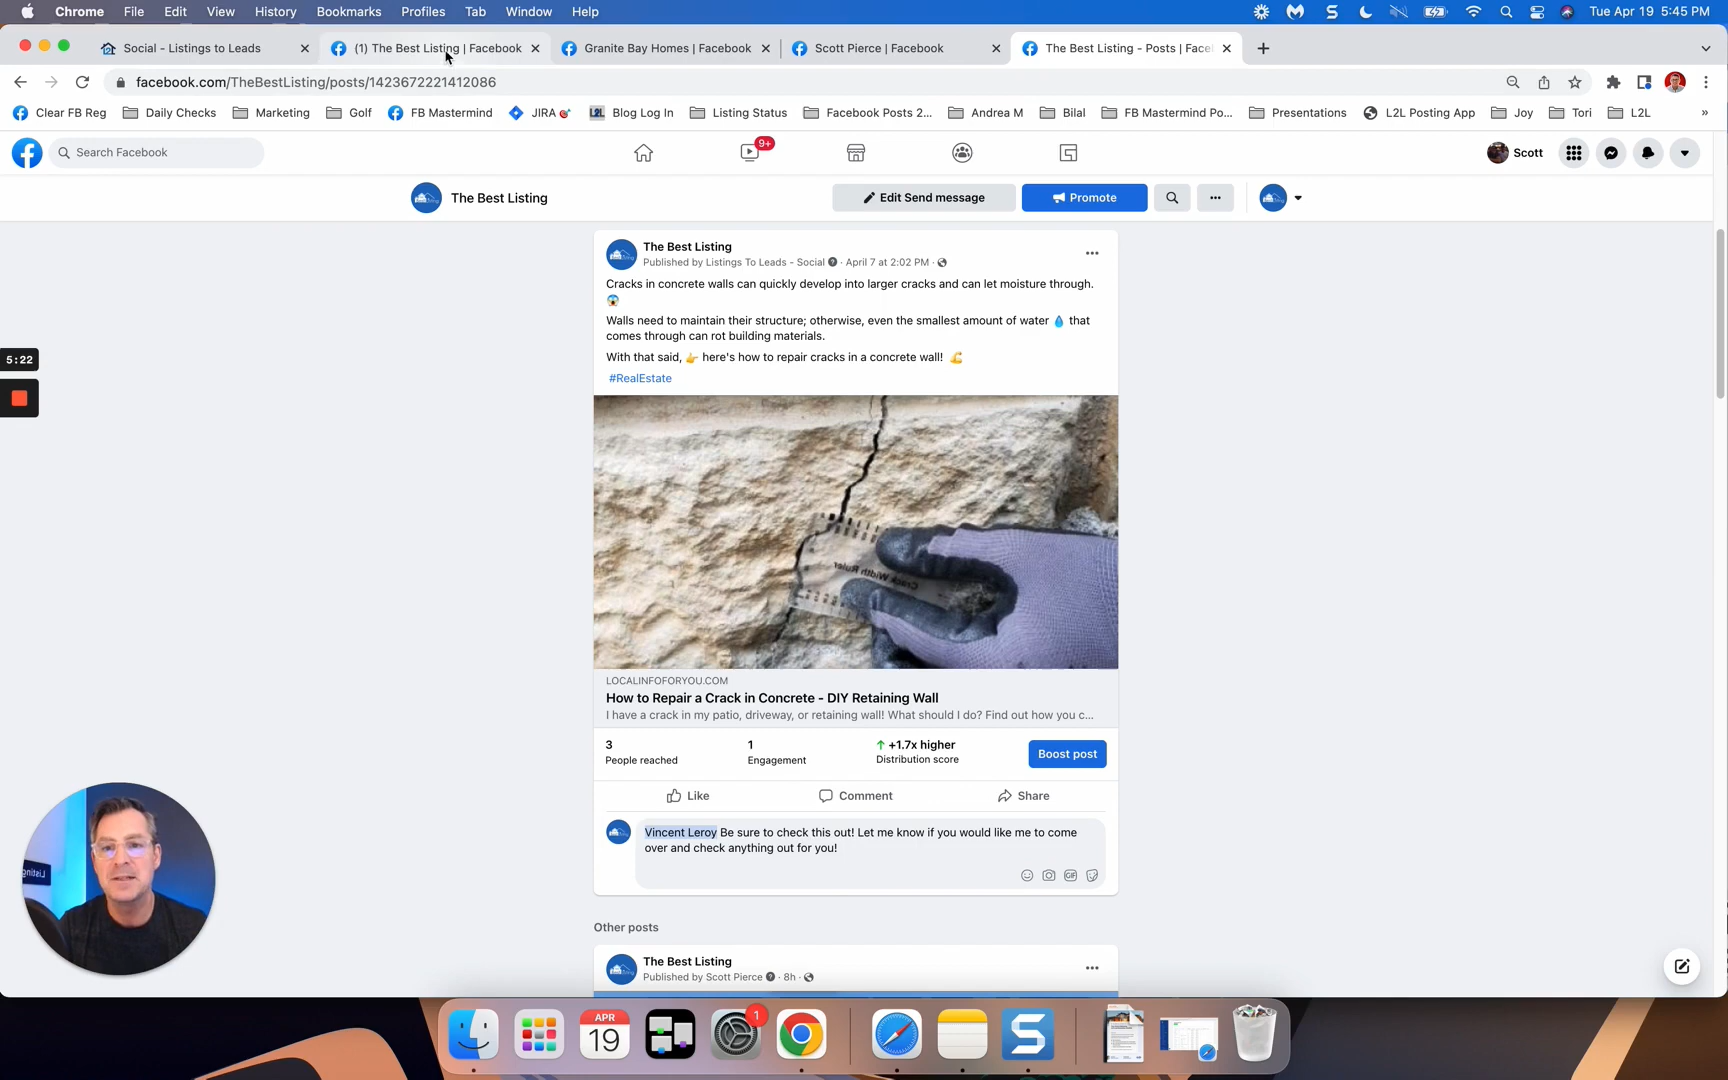 Chrome File Edit View History Bookmarks Profiles Tab Window Help
Tue Apr 19 5:45 PM
Social - Listings to Leads
(1) The Best Listing | Facebook
Granite Bay Homes | Facebook
Scott Pierce | Facebook
The Best Listing - Posts | Face
facebook.com/TheBestListing/posts/1423672221412086
Clear FB Reg Daily Checks Marketing Golf FB Mastermind JIRA Blog Log In Listing Status Facebook Posts 2... Andrea M Bilal FB Mastermind Po... Presentations L2L Posting App Joy Tori L2L »
Search Facebook
9+
Scott
The Best Listing
Edit Send message
Promote
The Best Listing
Published by Listings To Leads - Social · April 7 at 2:02 PM ·
Cracks in concrete walls can quickly develop into larger cracks and can let moisture through. 😱
Walls need to maintain their structure; otherwise, even the smallest amount of water 💧 that
comes through can rot building materials.
With that said, 👉 here's how to repair cracks in a concrete wall! 💪
#RealEstate
5:22
Crack Width Ruler
LOCALINFOFORYOU.COM
How to Repair a Crack in Concrete - DIY Retaining Wall
I have a crack in my patio, driveway, or retaining wall! What should I do? Find out how you c...
3
People reached
1
Engagement
+1.7x higher
Distribution score
Boost post
Like
Comment
Share
Vincent Leroy Be sure to check this out! Let me know if you would like me to come
over and check anything out for you!
GIF
Listing
Other posts
The Best Listing
Published by Scott Pierce · 8h ·
APR
19
1
S